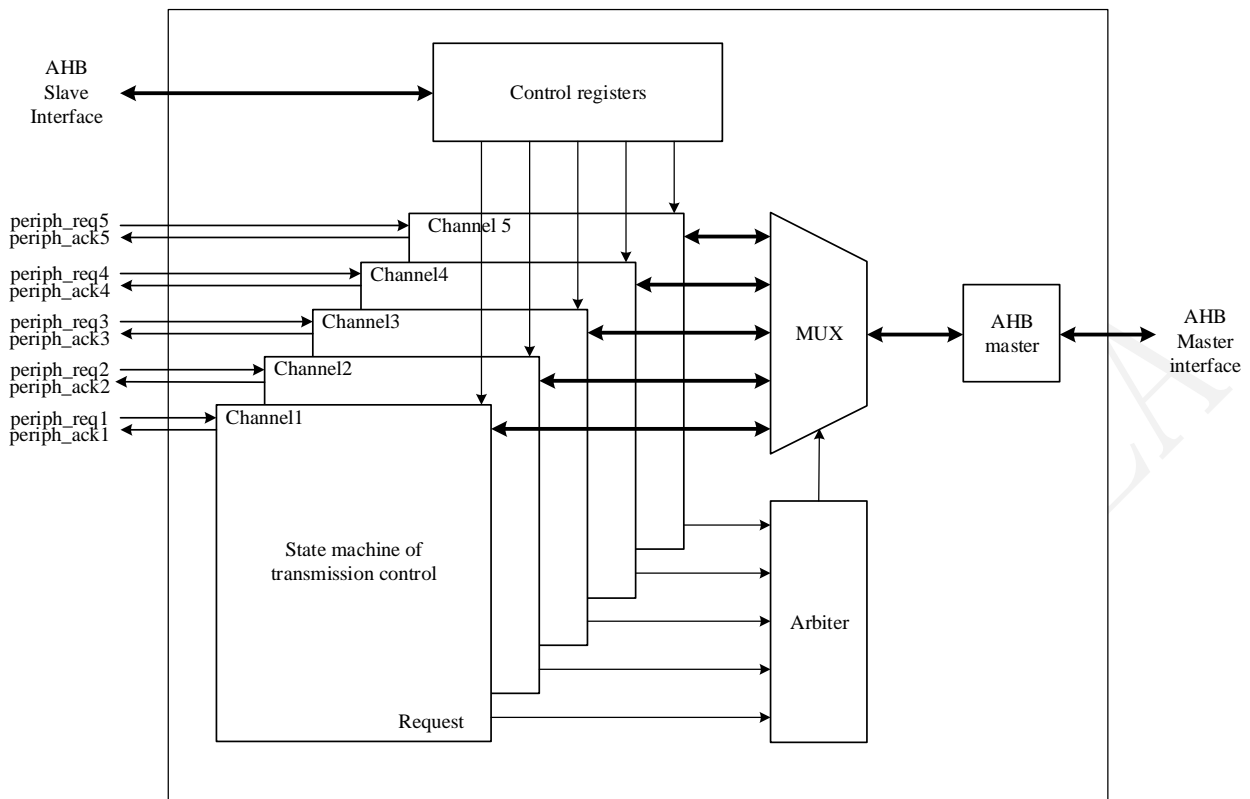 AHB
Slave
Interface
Control registers
periph_req5
periph_ack5
Channel 5
periph_req4
periph_ack4
Channel4
periph_req3
periph_ack3
Channel3
periph_req2
periph_ack2
Channel2
periph_req1
periph_ack1
Channel1
MUX
AHB
master
AHB
Master
interface
State machine of
transmission control
Arbiter
Request